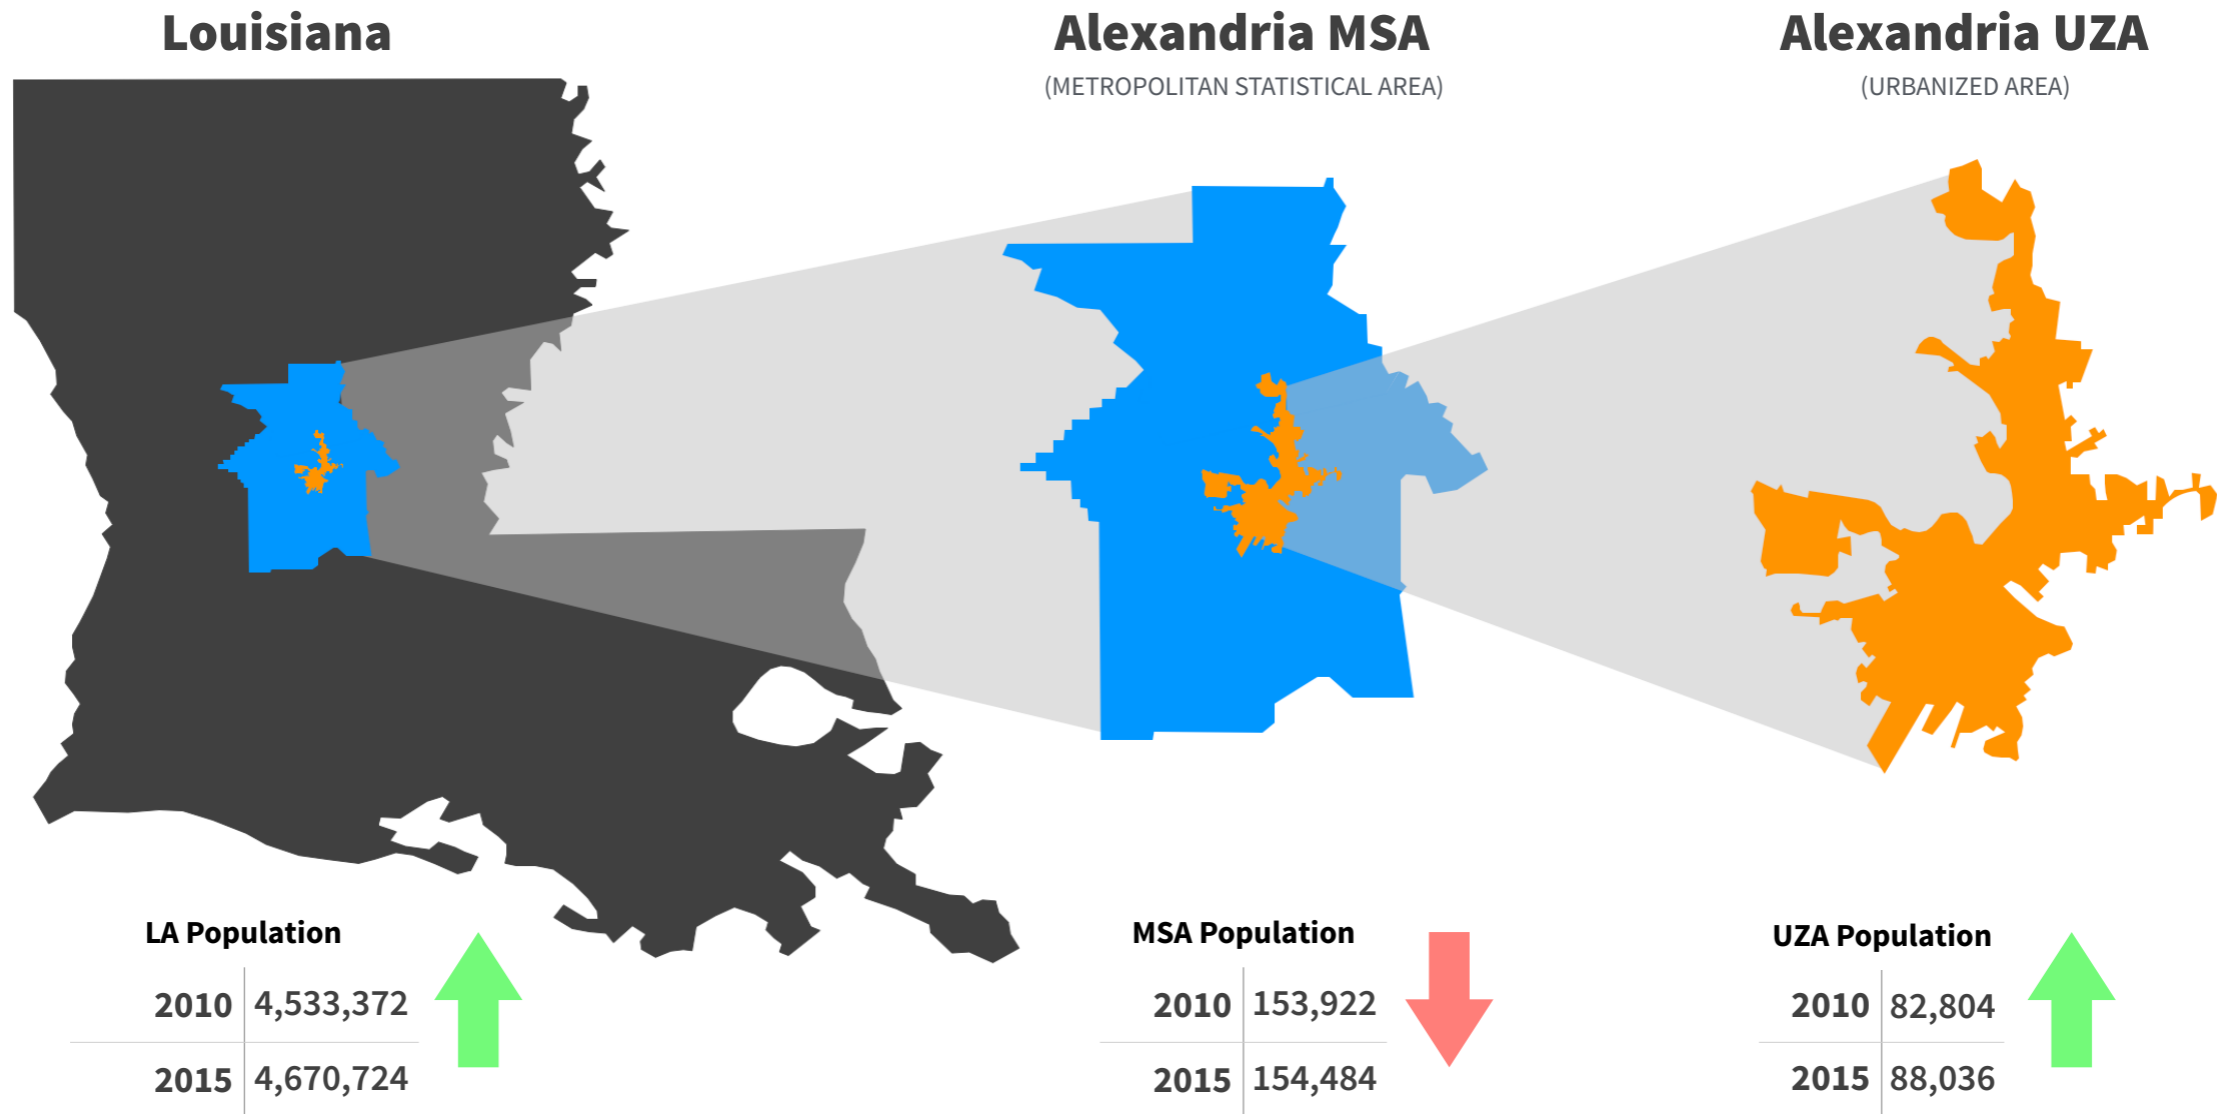 Louisiana
Alexandria MSA
(METROPOLITAN STATISTICAL AREA)
Alexandria UZA
(URBANIZED AREA)
LA Population
2010 4,533,372
2015 4,670,724
MSA Population
2010 153,922
2015 154,484
UZA Population
2010 82,804
2015 88,036